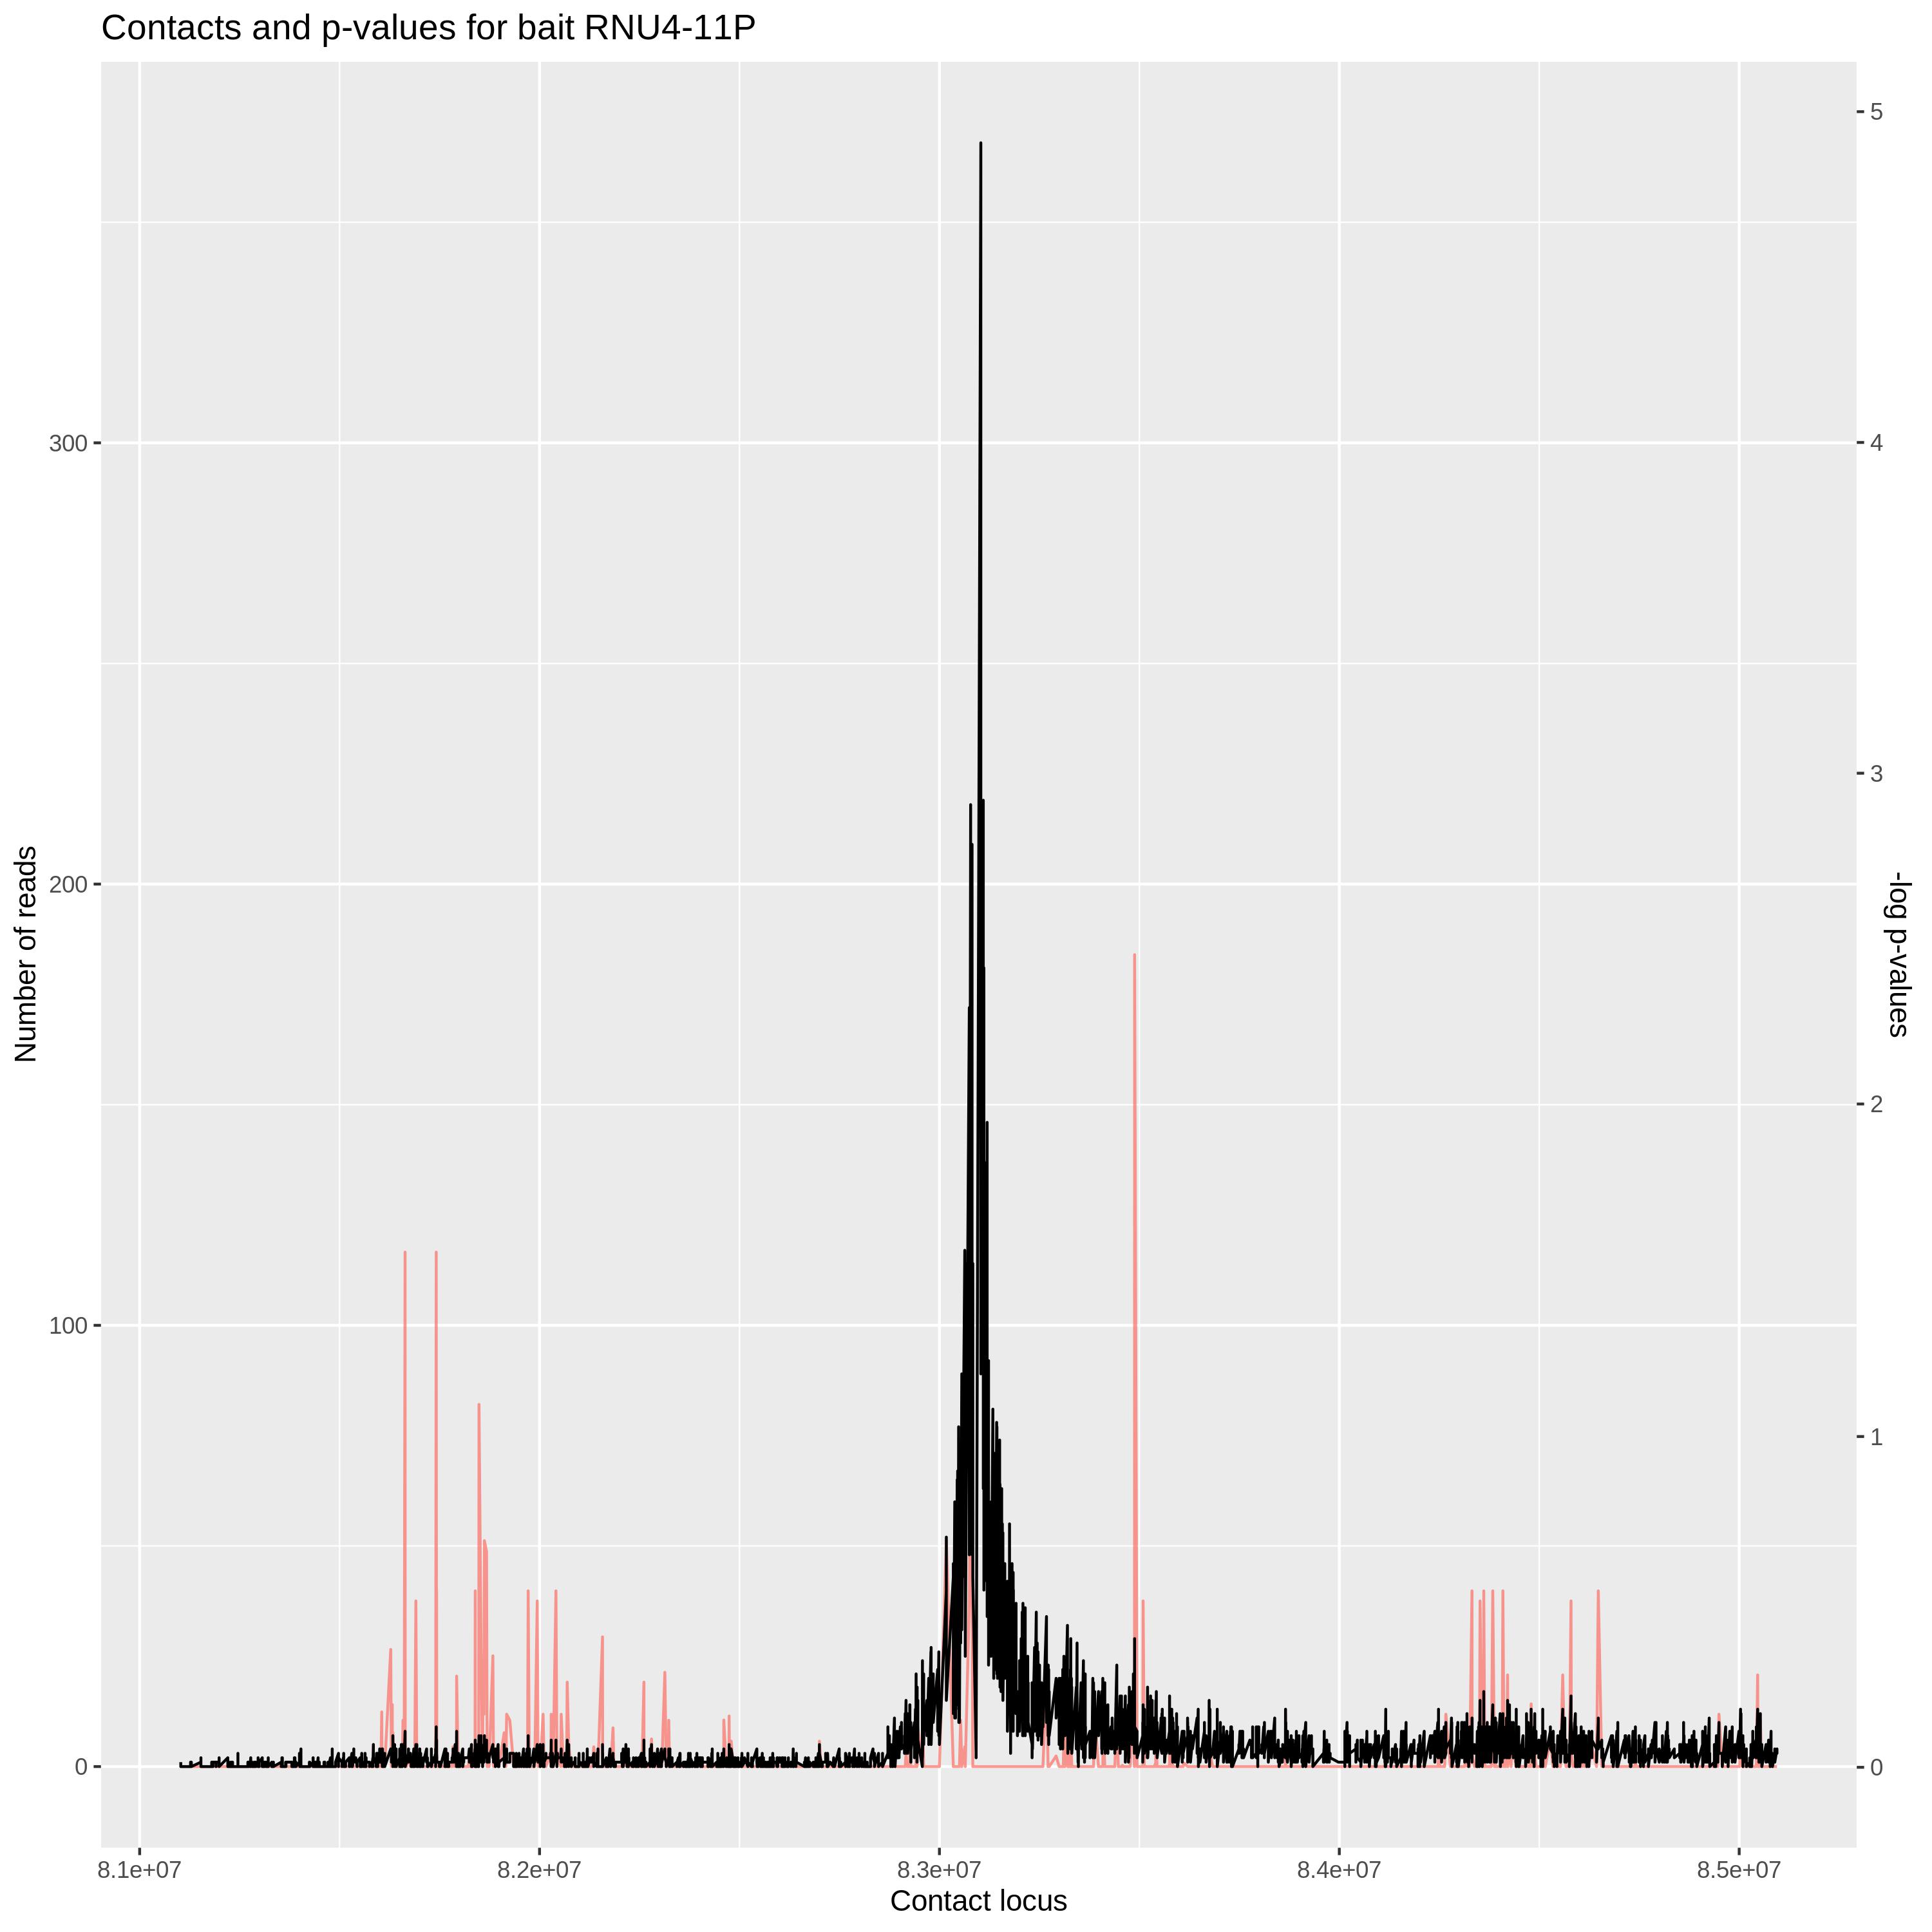 Contacts and p-values for bait RNU4-11P
Number of reads
300
200
100
0
5
4
3
2
1
0
-log p-values
8.1e+07
8.2e+07
8.3e+07
8.4e+07
8.5e+07
Contact locus